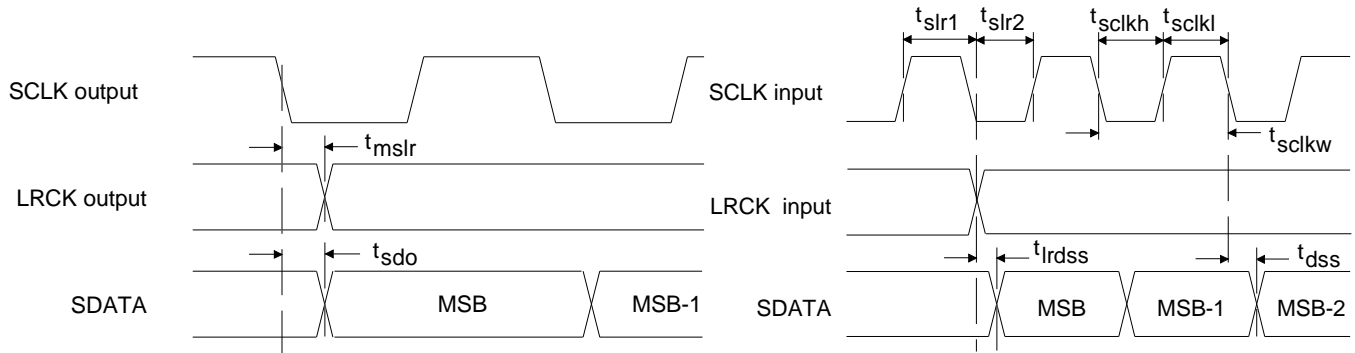 SCLK output
t_mslr
LRCK output
t_sdo
SDATA
MSB
MSB-1
t_slr1
t_slr2
t_sclkh
t_sclkl
SCLK input
t_sclkw
LRCK input
t_lrdss
t_dss
SDATA
MSB
MSB-1
MSB-2